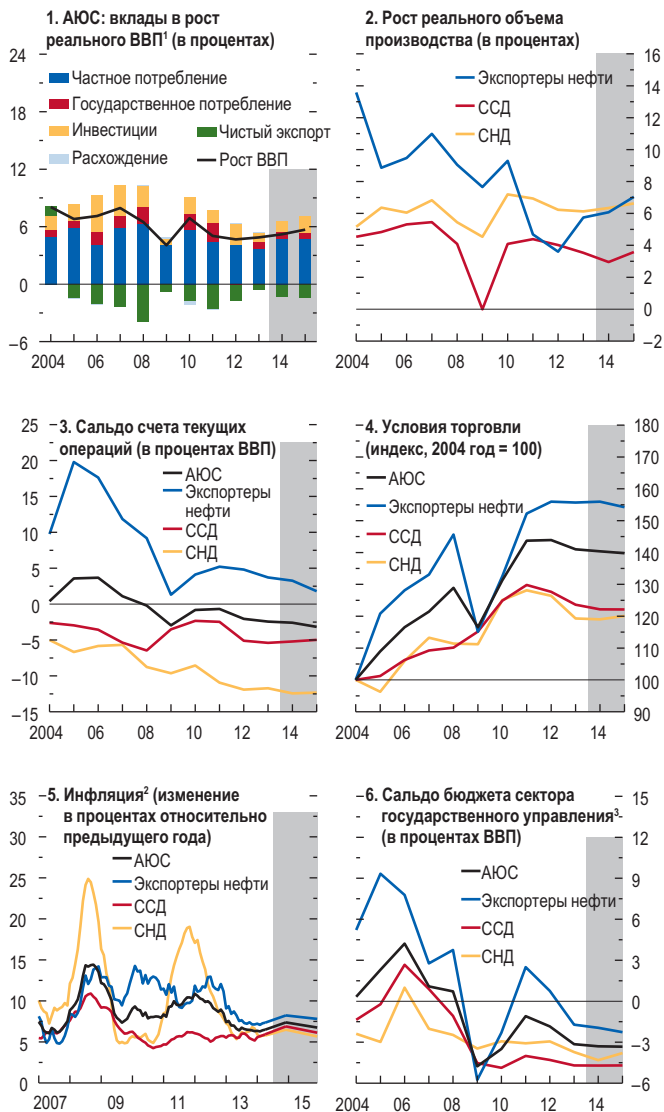 1. АЮС: вклады в рост
реального ВВП¹ (в процентах)
24
18
12
6
0
–6
Частное потребление
Государственное потребление
Инвестиции
Чистый экспорт
Расхождение
Рост ВВП
2004 06 08 10 12 14
2. Рост реального объема
производства (в процентах)
16
14
12
10
8
6
4
2
0
–2
Экспортеры нефти
ССД
СНД
2004 06 08 10 12 14
3. Сальдо счета текущих
операций (в процентах ВВП)
25
20
15
10
5
0
–5
–10
–15
АЮС
Экспортеры
нефти
ССД
СНД
2004 06 08 10 12 14
4. Условия торговли
(индекс, 2004 год = 100)
180
170
160
150
140
130
120
110
100
90
АЮС
Экспортеры нефти
ССД
СНД
2004 06 08 10 12 14
5. Инфляция² (изменение
в процентах относительно
предыдущего года)
35
30
25
20
15
10
5
0
АЮС
Экспортеры нефти
ССД
СНД
2007 09 11 13 15
6. Сальдо бюджета сектора
государственного управления³
(в процентах ВВП)
15
12
9
6
3
0
–3
–6
АЮС
Экспортеры нефти
ССД
СНД
2004 06 08 10 12 14